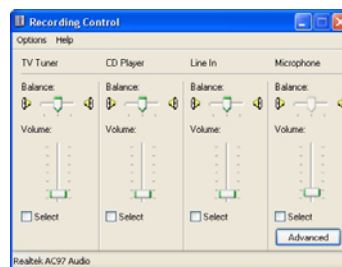 Recording Control
Options Help
TV Tuner CD Player Line In Microphone
Balance: Balance: Balance: Balance:
Volume: Volume: Volume: Volume:
Select Select Select Select
Advanced
Realtek AC97 Audio